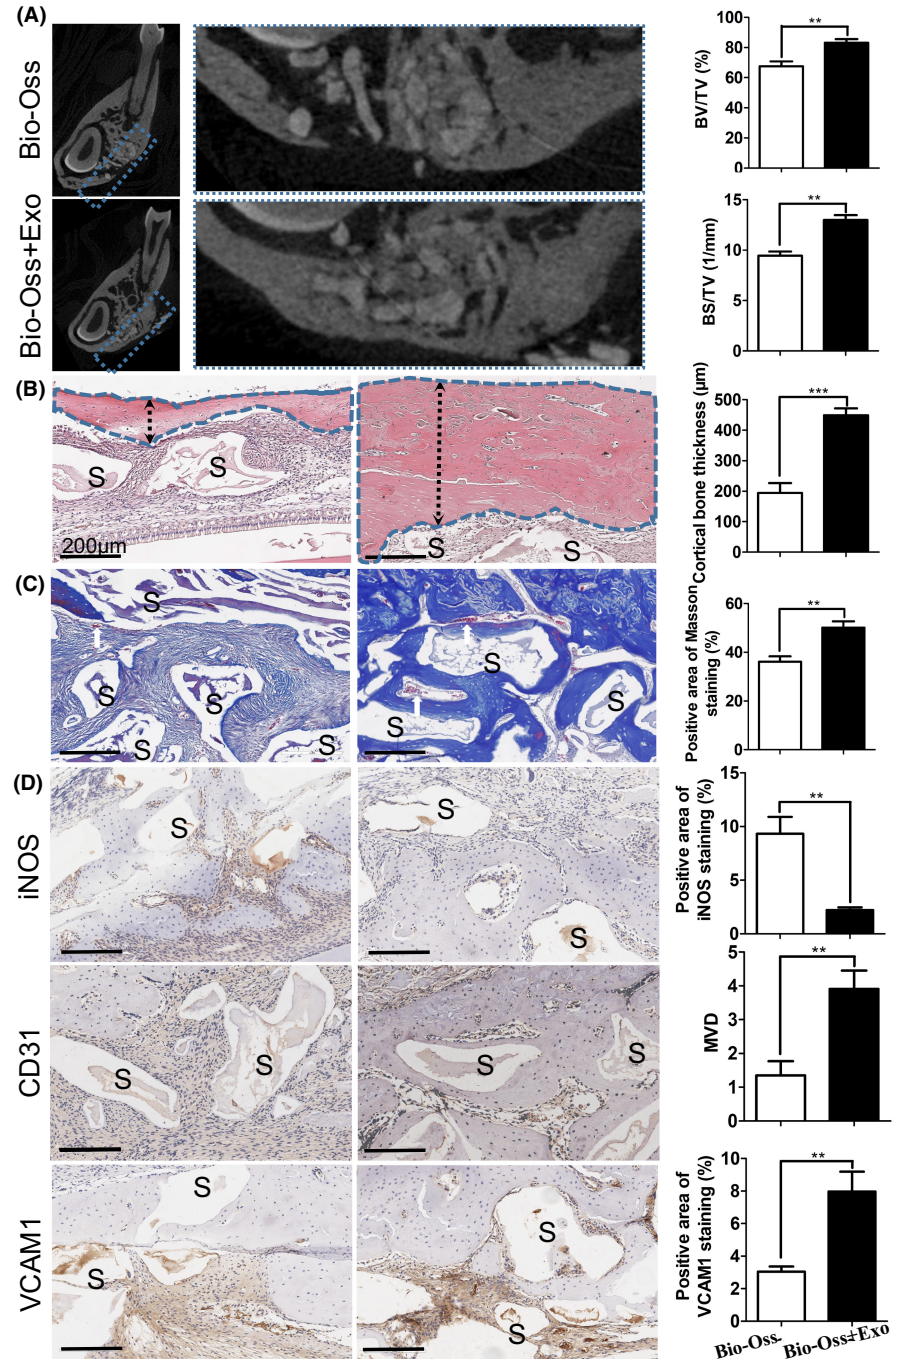 (A)
Bio-Oss
Bio-Oss+Exo
BV/TV (%)
100
80
60
40
20
0
**
BS/TV (1/mm)
15
10
5
0
**
(B)
S
S
200μm
S
S
Cortical bone thickness (μm)
500
400
300
200
100
0
***
(C)
S
S
S
S
S
S
S
S
Positive area of Masson
staining (%)
60
40
20
0
**
(D)
iNOS
S
S
S
Positive area of
iNOS staining (%)
15
10
5
0
**
CD31
S
S
S
S
MVD
5
4
3
2
1
0
**
VCAM1
S
S
S
S
Positive area of
VCAM1 staining (%)
10
8
6
4
2
0
**
Bio-Oss
Bio-Oss+Exo